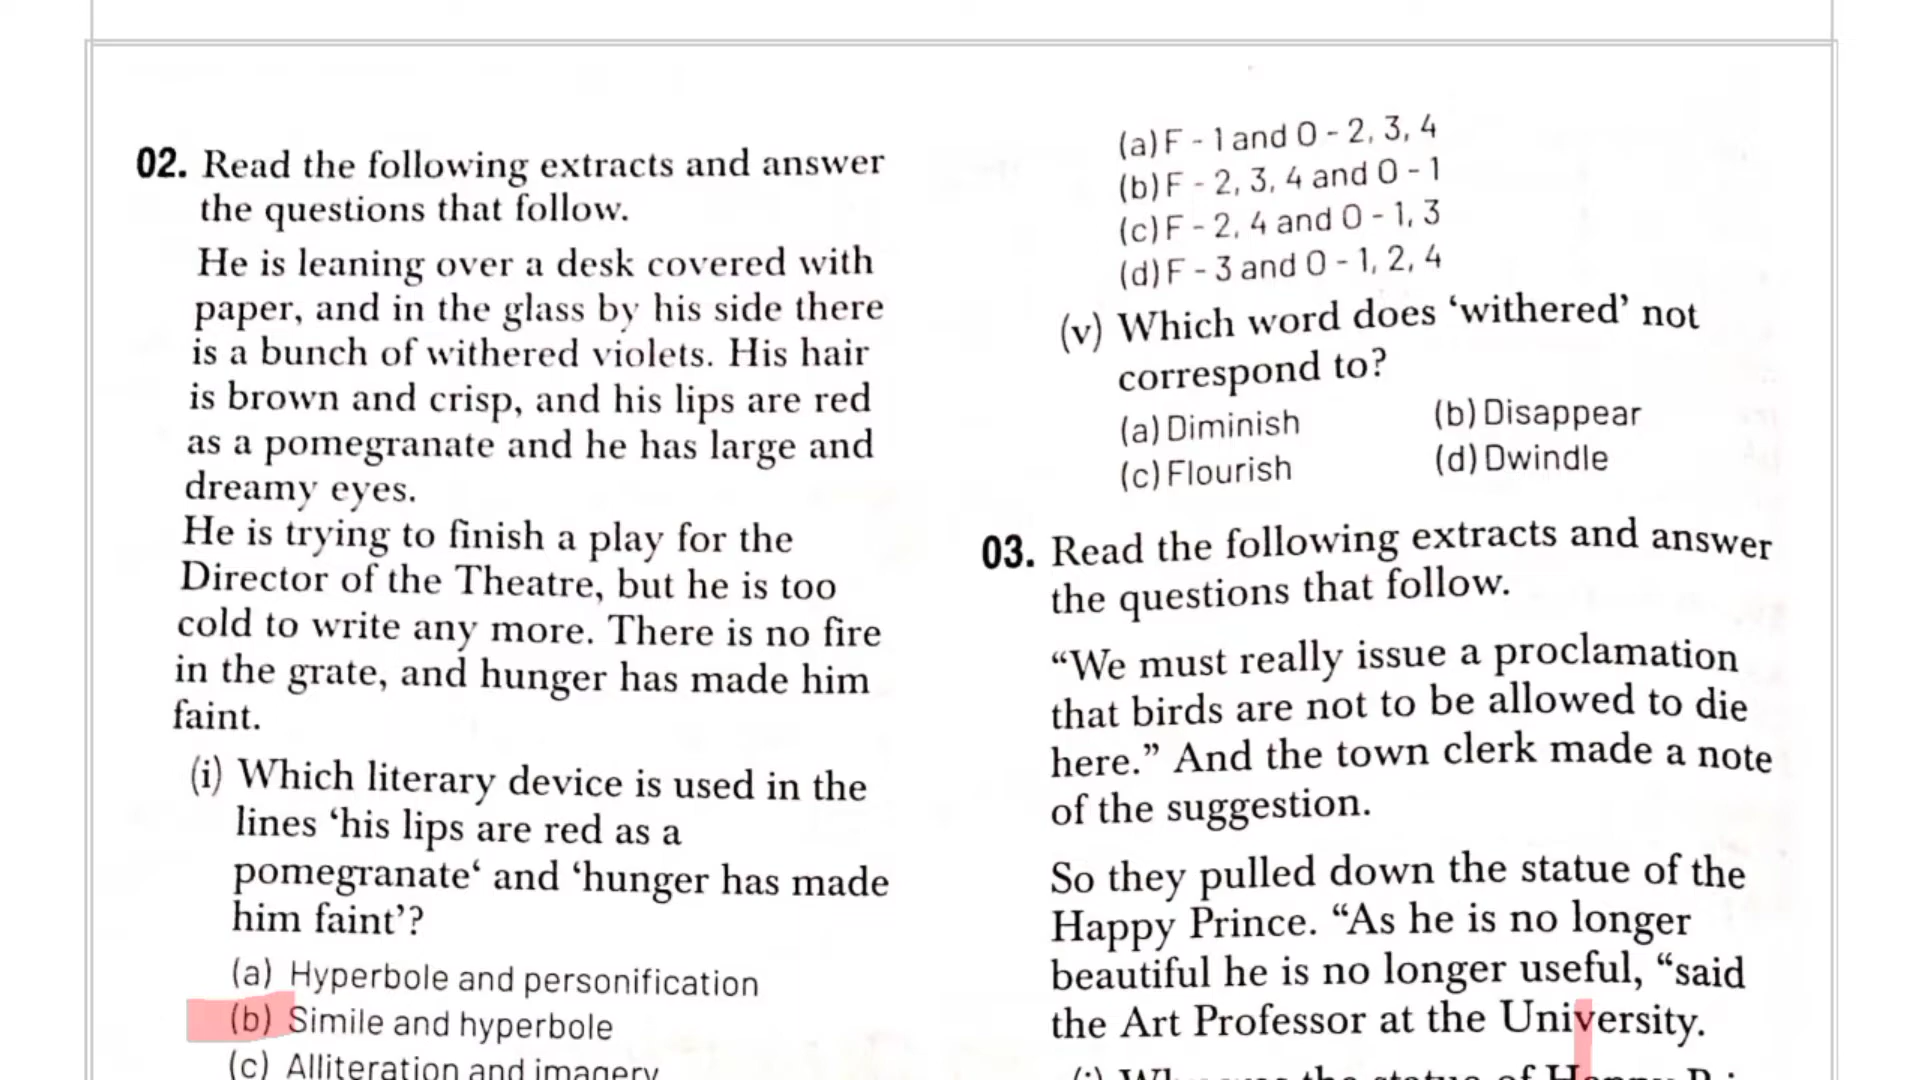 02. Read the following extracts and answer
the questions that follow.
He is leaning over a desk covered with
paper, and in the glass by his side there
is a bunch of withered violets. His hair
is brown and crisp, and his lips are red
as a pomegranate and he has large and
dreamy eyes.
He is trying to finish a play for the
Director of the Theatre, but he is too
cold to write any more. There is no fire
in the grate, and hunger has made him
faint.
(i) Which literary device is used in the
lines ‘his lips are red as a
pomegranate‘ and ‘hunger has made
him faint’?
(a) Hyperbole and personification
(b) Simile and hyperbole
(c) Alliteration and imagery
(a) F - 1 and O - 2, 3, 4
(b) F - 2, 3, 4 and O - 1
(c) F - 2, 4 and O - 1, 3
(d) F - 3 and O - 1, 2, 4
(v) Which word does ‘withered’ not
correspond to?
(a) Diminish (b) Disappear
(c) Flourish (d) Dwindle
03. Read the following extracts and answer
the questions that follow.
“We must really issue a proclamation
that birds are not to be allowed to die
here.” And the town clerk made a note
of the suggestion.
So they pulled down the statue of the
Happy Prince. “As he is no longer
beautiful he is no longer useful, “said
the Art Professor at the University.
the statue of